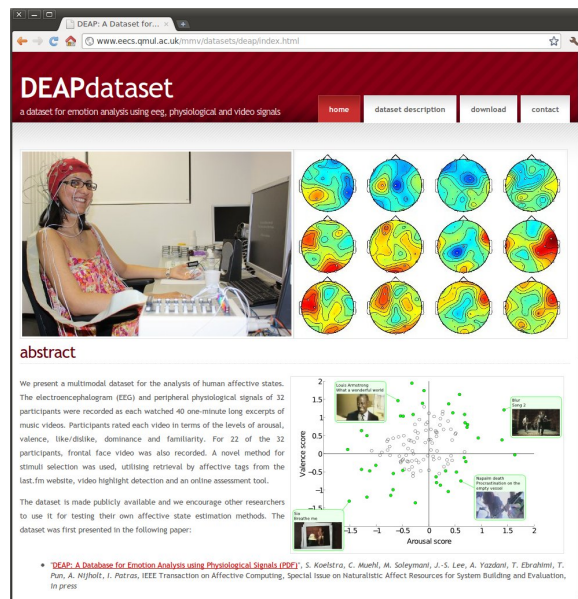 DEAP: A Dataset for...
www.eecs.qmul.ac.uk/mmv/datasets/deap/index.html
DEAPdataset
a dataset for emotion analysis using eeg, physiological and video signals
home dataset description download contact
abstract
We present a multimodal dataset for the analysis of human affective states.
The electroencephalogram (EEG) and peripheral physiological signals of 32
participants were recorded as each watched 40 one-minute long excerpts of
music videos. Participants rated each video in terms of the levels of arousal,
valence, like/dislike, dominance and familiarity. For 22 of the 32
participants, frontal face video was also recorded. A novel method for
stimuli selection was used, utilising retrieval by affective tags from the
last.fm website, video highlight detection and an online assessment tool.
The dataset is made publicly available and we encourage other researchers
to use it for testing their own affective state estimation methods. The
dataset was first presented in the following paper:
Valence score
2
1.5
1
0.5
0
−0.5
−1
−1.5
Louis Armstrong
What a wonderful world
Blur
Song 2
Napalm death
Procrastination on the
empty vessel
Sia
Breathe me
−1.5 −1 −0.5 0 0.5 1 1.5 2
Arousal score
"DEAP: A Database for Emotion Analysis using Physiological Signals (PDF)", S. Koelstra, C. Muehl, M. Soleymani, J.-S. Lee, A. Yazdani, T. Ebrahimi, T.
Pun, A. Nijholt, I. Patras, IEEE Transaction on Affective Computing, Special Issue on Naturalistic Affect Resources for System Building and Evaluation,
in press